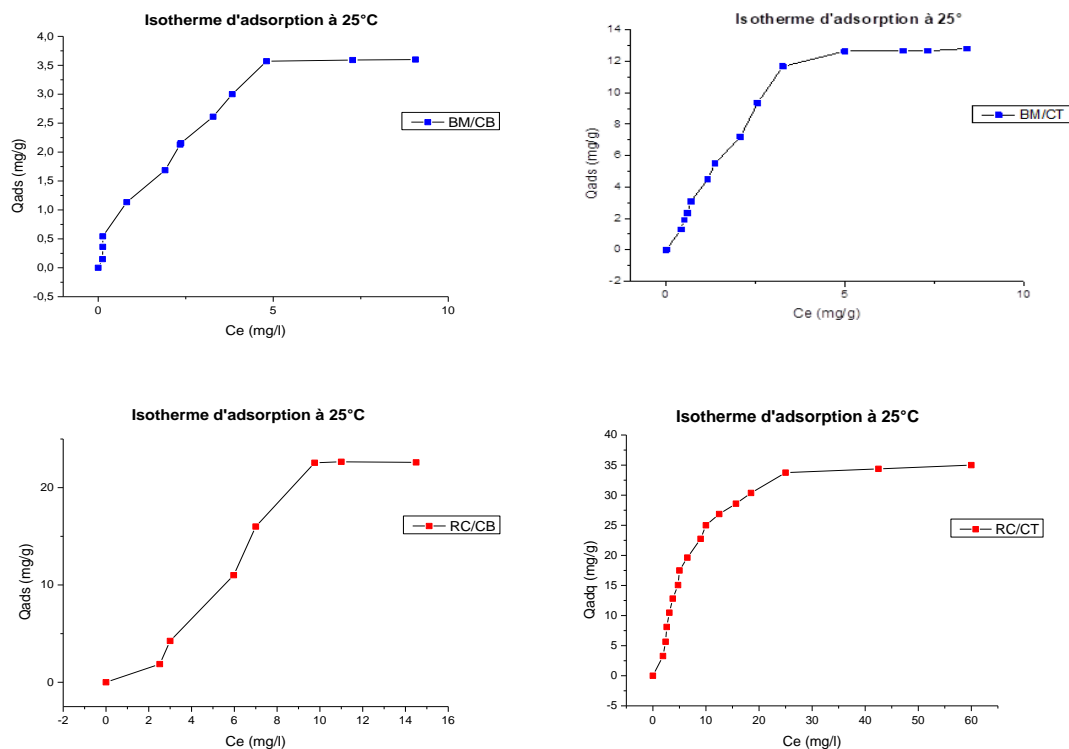 Isotherme d'adsorption à 25°C
4,0
3,5
3,0
2,5
2,0
1,5
1,0
0,5
0,0
-0,5
Qads (mg/g)
BM/CB
0 5 10
Ce (mg/l)
Isotherme d'adsorption à 25°
14
12
10
8
6
4
2
0
-2
Qads (mg/g)
BM/CT
0 5 10
Ce (mg/g)
Isotherme d'adsorption à 25°C
20
10
0
Qads (mg/g)
RC/CB
-2 0 2 4 6 8 10 12 14 16
Ce (mg/l)
Isotherme d'adsorption à 25°C
40
35
30
25
20
15
10
5
0
-5
Qadq (mg/g)
RC/CT
0 10 20 30 40 50 60
Ce (mg/l)